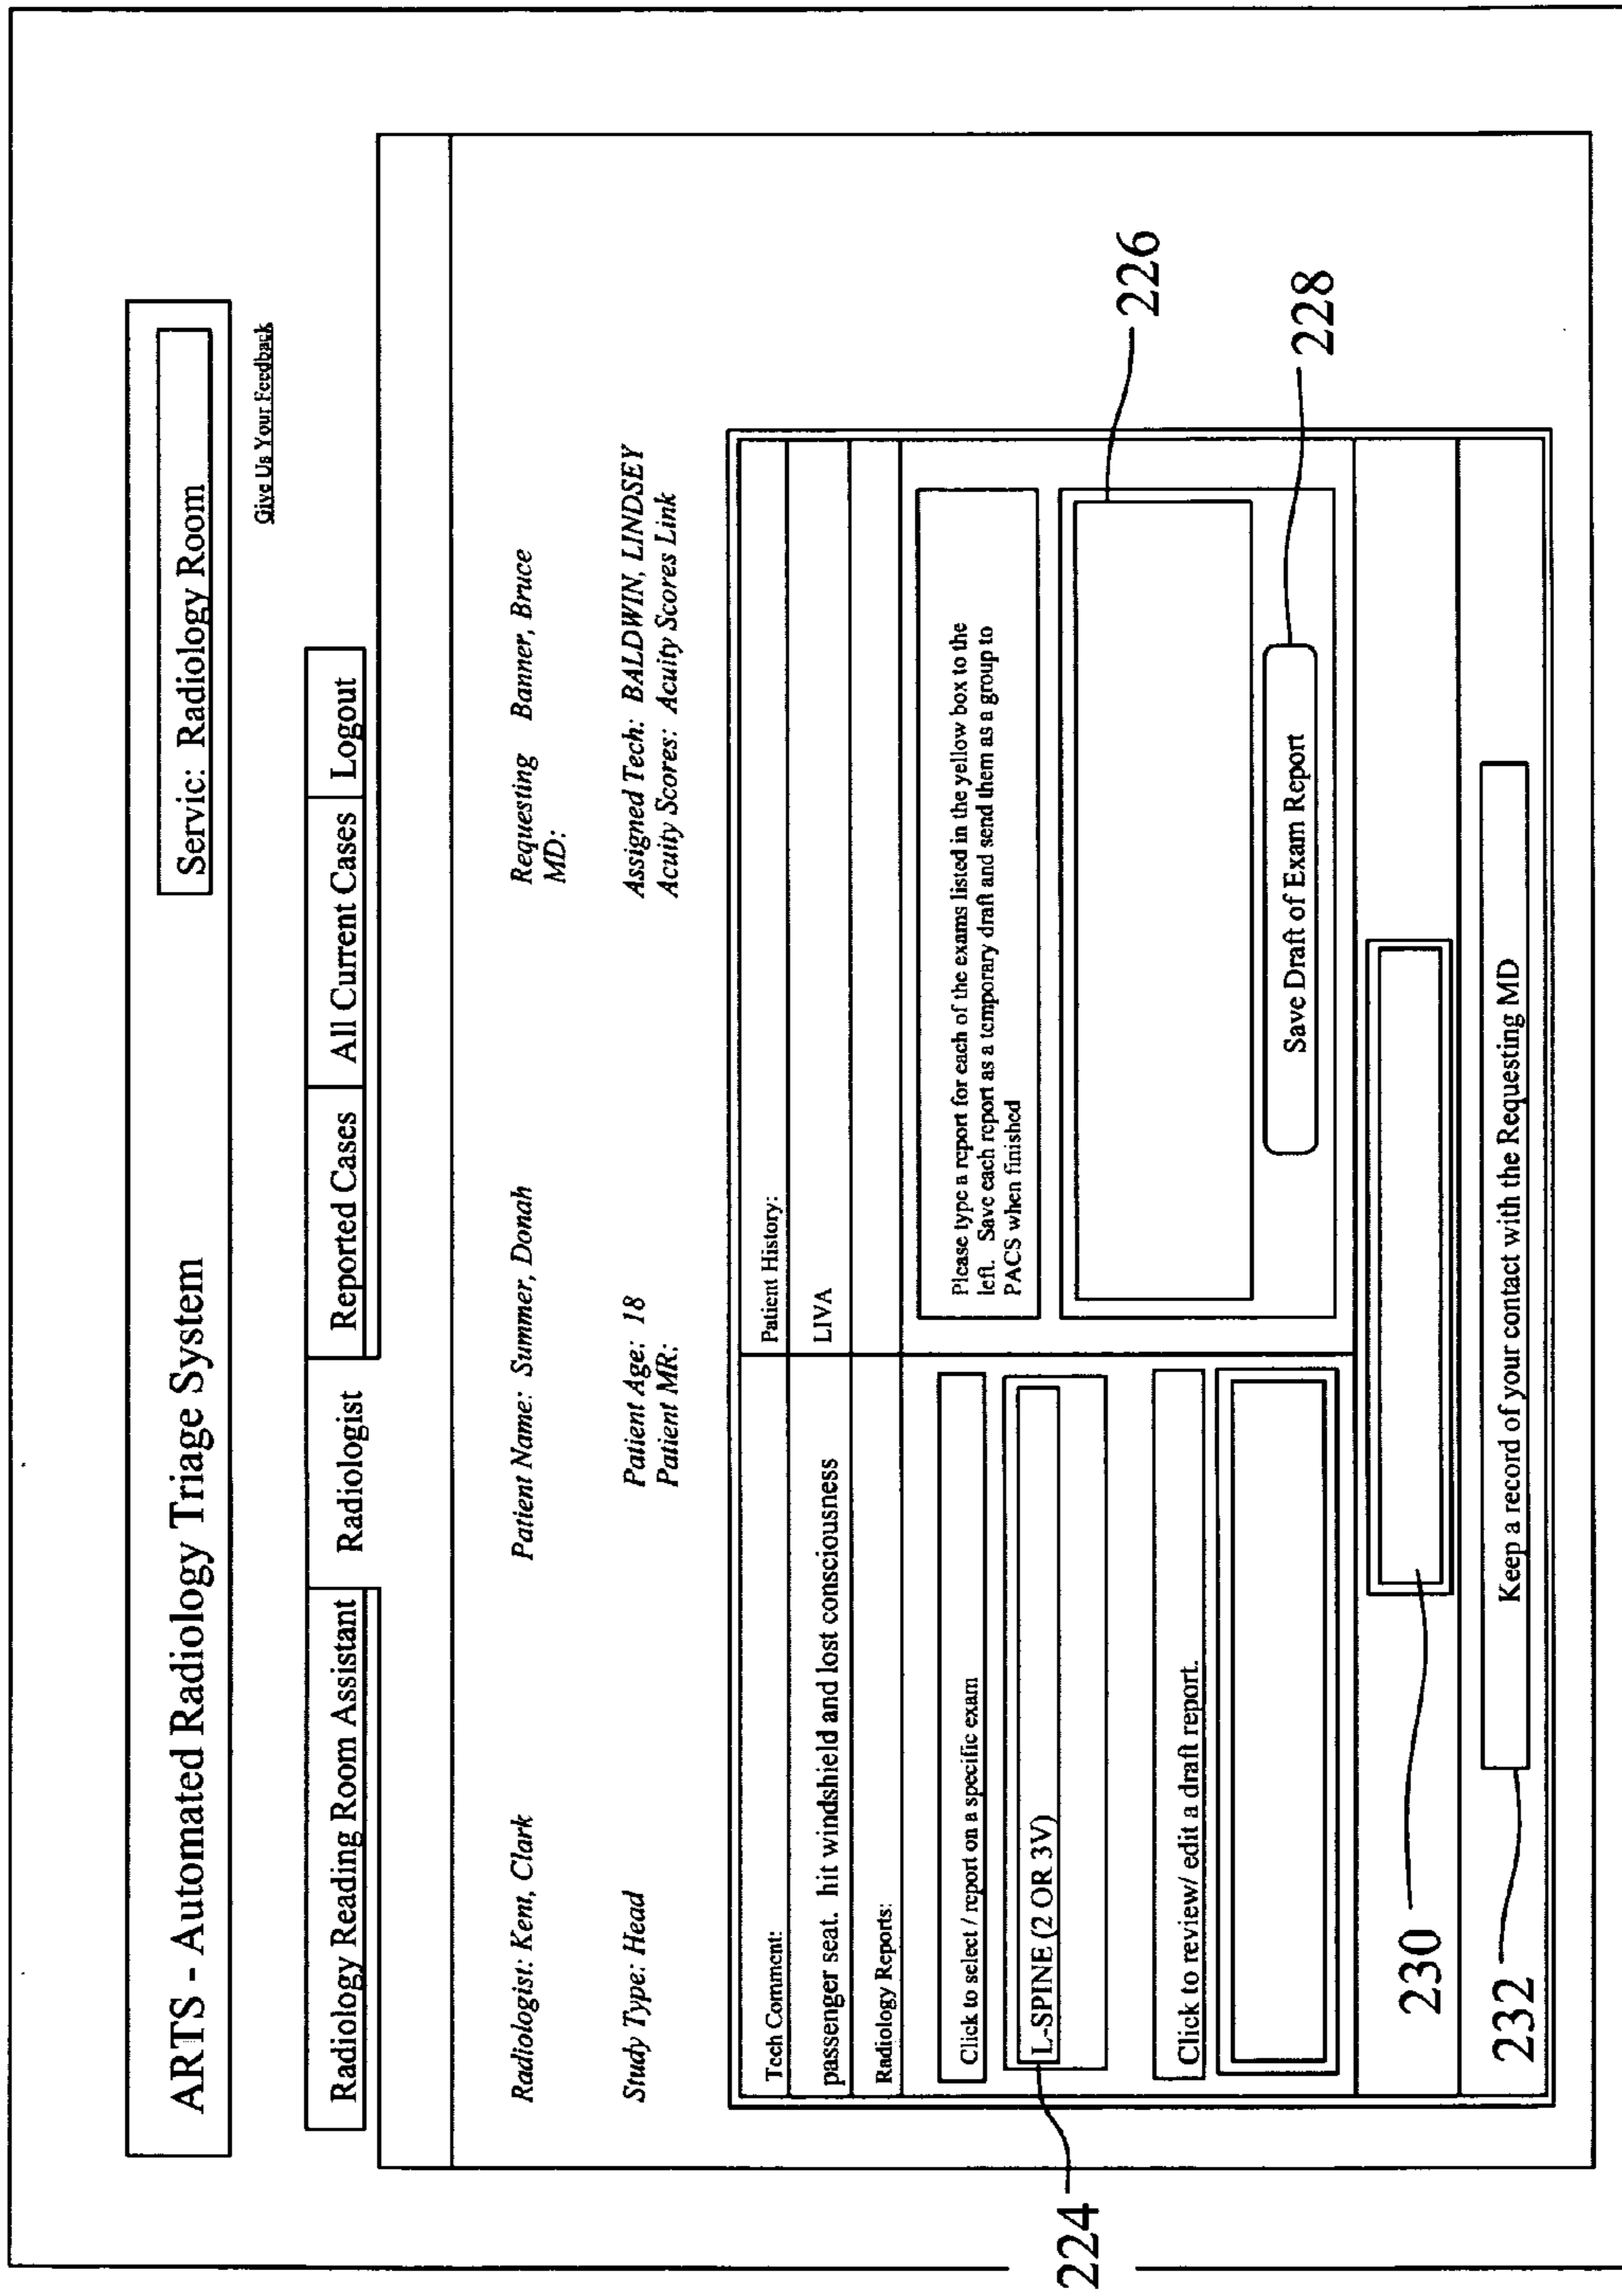 ARTS - Automated Radiology Triage System
Servic: Radiology Room
Give Us Your Feedback
Radiology Reading Room Assistant
Radiologist
Reported Cases
All Current Cases
Logout
Radiologist: Kent, Clark
Patient Name: Summer, Donah
Requesting Banner, Bruce
MD:
Study Type: Head
Patient Age: 18
Patient MR:
Assigned Tech: BALDWIN, LINDSEY
Acuity Scores: Acuity Scores Link
Tech Comment:
Patient History:
passenger seat. hit windshield and lost consciousness
LIVA
Radiology Reports:
Click to select / report on a specific exam
L-SPINE (2 OR 3V)
224
Click to review/ edit a draft report.
Please type a report for each of the exams listed in the yellow box to the
left. Save each report as a temporary draft and send them as a group to
PACS when finished
226
Save Draft of Exam Report
228
230
Keep a record of your contact with the Requesting MD
232